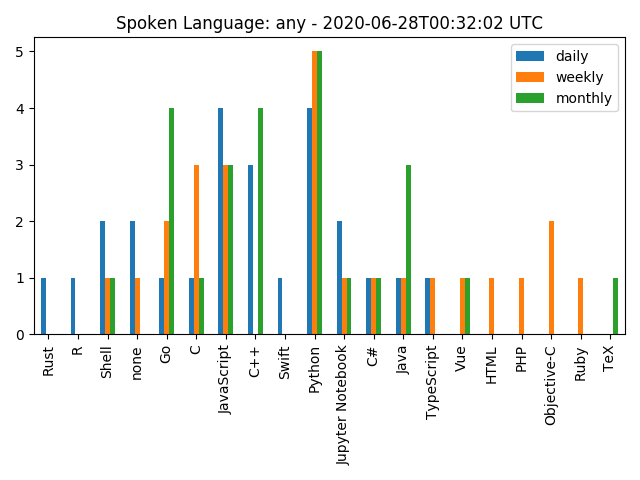 Spoken Language: any - 2020-06-28T00:32:02 UTC
daily
weekly
monthly
5
4
3
2
1
0
Rust
R
Shell
none
Go
C
JavaScript
C++
Swift
Python
Jupyter Notebook
C#
Java
TypeScript
Vue
HTML
PHP
Objective-C
Ruby
TeX